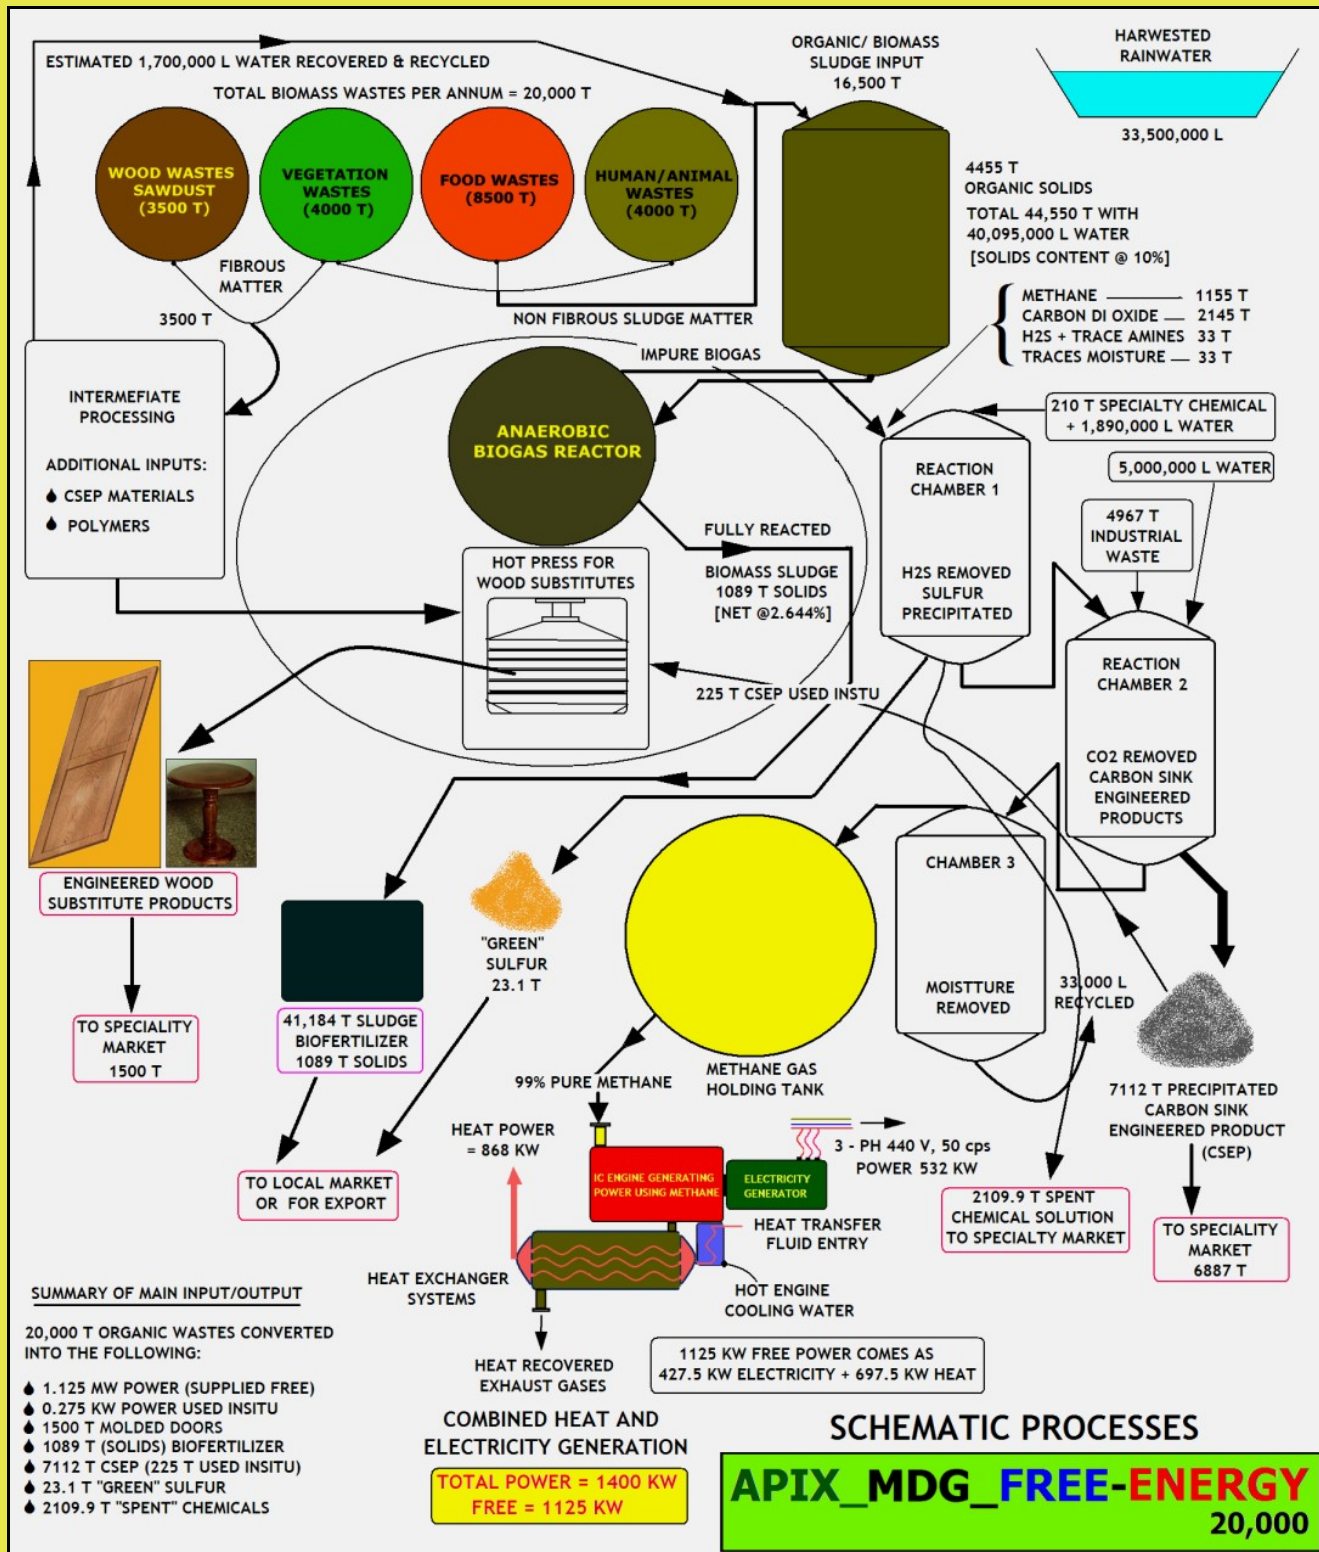 ESTIMATED 1,700,000 L WATER RECOVERED & RECYCLED
TOTAL BIOMASS WASTES PER ANNUM = 20,000 T
ORGANIC/ BIOMASS
SLUDGE INPUT
16,500 T
HARWESTED
RAINWATER
33,500,000 L
WOOD WASTES
SAWDUST
(3500 T)
VEGETATION
WASTES
(4000 T)
FOOD WASTES
(8500 T)
HUMAN/ANIMAL
WASTES
(4000 T)
4455 T
ORGANIC SOLIDS
TOTAL 44,550 T WITH
40,095,000 L WATER
[SOLIDS CONTENT @ 10%]
FIBROUS
MATTER
3500 T
NON FIBROUS SLUDGE MATTER
METHANE 1155 T
CARBON DI OXIDE 2145 T
H2S + TRACE AMINES 33 T
TRACES MOISTURE 33 T
IMPURE BIOGAS
INTERMEFIATE
PROCESSING
ADDITIONAL INPUTS:
CSEP MATERIALS
POLYMERS
ANAEROBIC
BIOGAS REACTOR
210 T SPECIALTY CHEMICAL
+ 1,890,000 L WATER
5,000,000 L WATER
REACTION
CHAMBER 1
H2S REMOVED
SULFUR
PRECIPITATED
4967 T
INDUSTRIAL
WASTE
FULLY REACTED
BIOMASS SLUDGE
1089 T SOLIDS
[NET @2.644%]
HOT PRESS FOR
WOOD SUBSTITUTES
225 T CSEP USED INSTU
REACTION
CHAMBER 2
CO2 REMOVED
CARBON SINK
ENGINEERED
PRODUCTS
ENGINEERED WOOD
SUBSTITUTE PRODUCTS
TO SPECIALITY
MARKET
1500 T
41,184 T SLUDGE
BIOFERTILIZER
1089 T SOLIDS
"GREEN"
SULFUR
23.1 T
CHAMBER 3
MOISTTURE
REMOVED
33,000 L
RECYCLED
METHANE GAS
HOLDING TANK
7112 T PRECIPITATED
CARBON SINK
ENGINEERED PRODUCT
(CSEP)
99% PURE METHANE
HEAT POWER
= 868 KW
TO LOCAL MARKET
OR FOR EXPORT
IC ENGINE GENERATING
POWER USING METHANE
ELECTRICITY
GENERATOR
3 - PH 440 V, 50 cps
POWER 532 KW
2109.9 T SPENT
CHEMICAL SOLUTION
TO SPECIALTY MARKET
TO SPECIALITY
MARKET
6887 T
HEAT TRANSFER
FLUID ENTRY
HEAT EXCHANGER
SYSTEMS
HOT ENGINE
COOLING WATER
HEAT RECOVERED
EXHAUST GASES
1125 KW FREE POWER COMES AS
427.5 KW ELECTRICITY + 697.5 KW HEAT
SUMMARY OF MAIN INPUT/OUTPUT
20,000 T ORGANIC WASTES CONVERTED
INTO THE FOLLOWING:
1.125 MW POWER (SUPPLIED FREE)
0.275 KW POWER USED INSITU
1500 T MOLDED DOORS
1089 T (SOLIDS) BIOFERTILIZER
7112 T CSEP (225 T USED INSITU)
23.1 T "GREEN" SULFUR
2109.9 T "SPENT" CHEMICALS
COMBINED HEAT AND
ELECTRICITY GENERATION
TOTAL POWER = 1400 KW
FREE = 1125 KW
SCHEMATIC PROCESSES
APIX_MDG_FREE-ENERGY
20,000